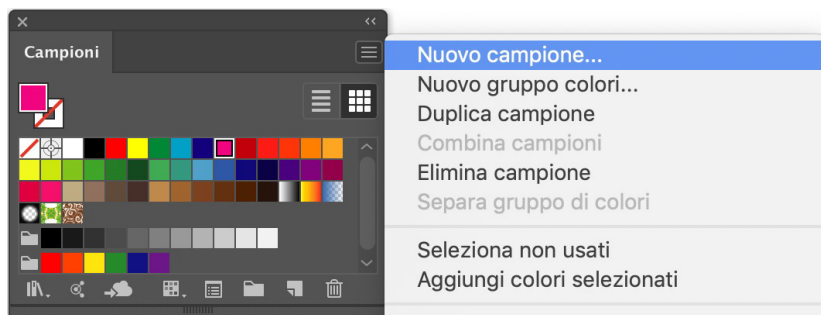 Campioni
Nuovo campione...
Nuovo gruppo colori...
Duplica campione
Combina campioni
Elimina campione
Separa gruppo di colori
Seleziona non usati
Aggiungi colori selezionati